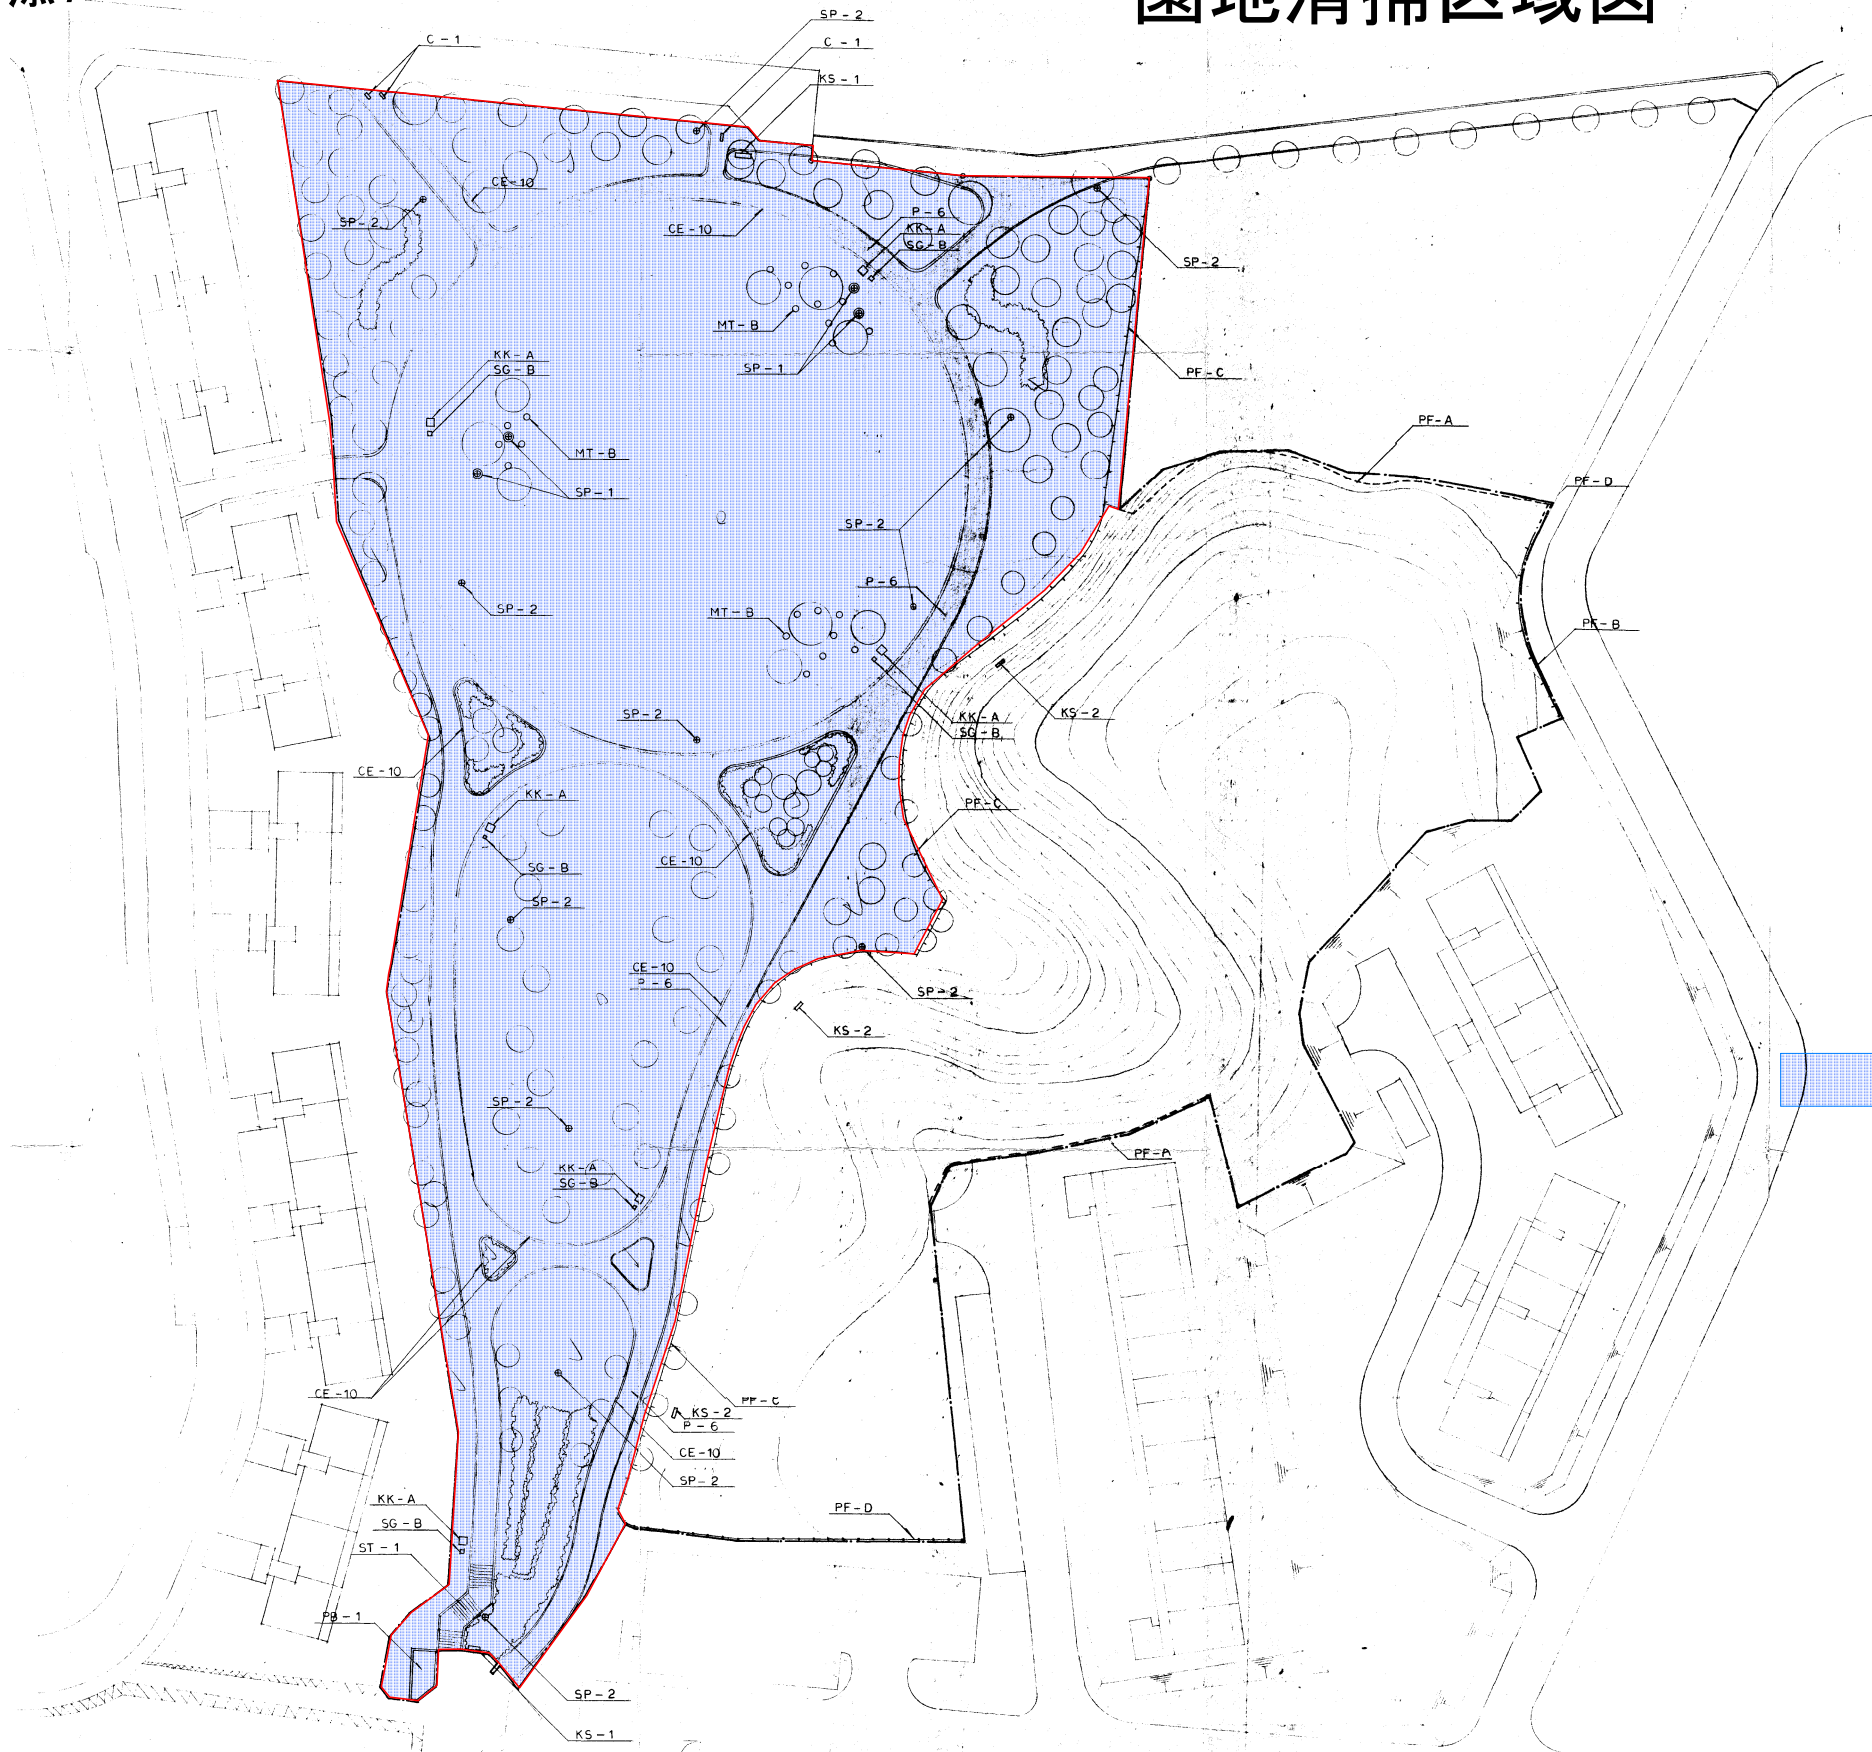 園地清掃区域図
SP-2
C-1
C-1
KS-1
CE-10
SP-2
P-6
KK-A
SG-B
CE-10
SP-2
MT-B
KK-A
SG-B
SP-1
PF-C
PF-A
MT-B
SP-1
PF-D
SP-2
P-6
SP-2
MT-B
PF-B
SP-2
KK-A
KS-2
SG-B
CE-10
KK-A
PF-C
CE-10
SG-B
SP-2
CE-10
P-6
SP-2
KS-2
SP-2
PF-A
KK-A
SG-B
CE-10
PF-C
KS-2
P-6
CE-10
SP-2
KK-A
PF-D
SG-B
ST-1
PB-1
SP-2
KS-1